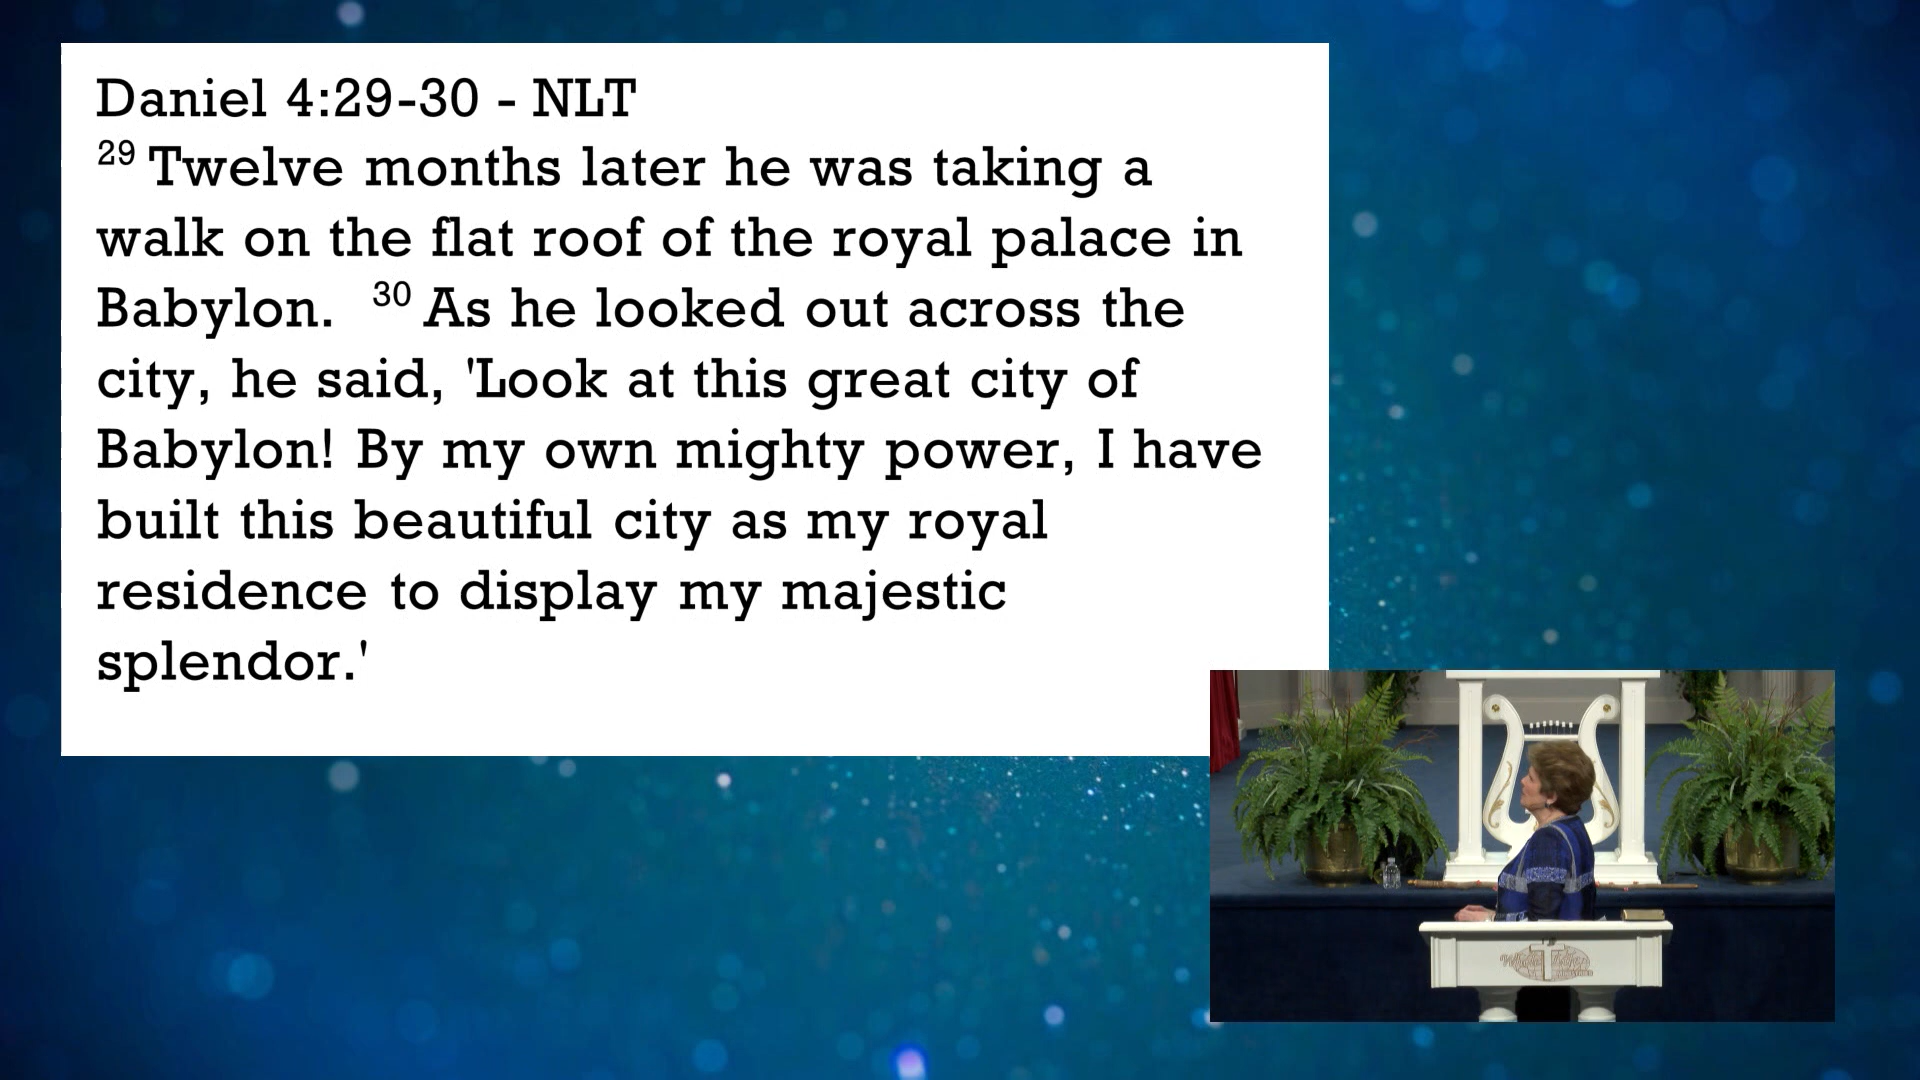 Daniel 4:29-30 - NLT
29 Twelve months later he was taking a
walk on the flat roof of the royal palace in
Babylon. 30 As he looked out across the
city, he said, 'Look at this great city of
Babylon! By my own mighty power, I have
built this beautiful city as my royal
residence to display my majestic
splendor.'